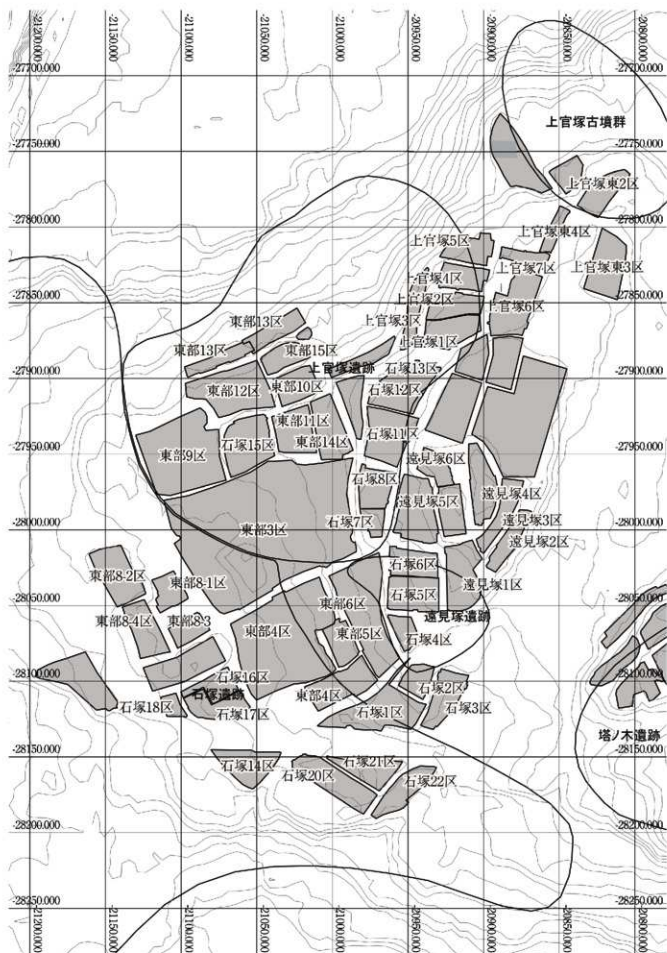 -21200.000
-21150.000
-21100.000
-21050.000
-21000.000
-20950.000
-20900.000
-20850.000
-20800.000
-27700.000
-27700.000
上官塚古墳群
-27750.000
-27750.000
上官塚東2区
-27800.000
-27800.000
上官塚東4区
上官塚5区
上官塚7区
上官塚東3区
上官塚4区
-27850.000
-27850.000
上官塚2区
上官塚6区
上官塚3区
東部13区
上官塚1区
東部13区
東部15区
上官塚遺跡
石塚13区
-27900.000
-27900.000
東部12区
東部10区
石塚12区
東部11区
石塚11区
石塚15区
東部14区
-27950.000
-27950.000
東部9区
遠見塚6区
石塚8区
遠見塚5区
遠見塚4区
-28000.000
-28000.000
東部3区
石塚7区
遠見塚3区
遠見塚2区
石塚6区
東部8-2区
東部8-1区
遠見塚1区
-28050.000
-28050.000
石塚5区
東部6区
東部8-4区
東部8-3
東部4区
東部5区
遠見塚遺跡
石塚4区
-28100.000
-28100.000
石塚16区
石塚2区
石塚遺跡
東部4区
石塚18区
石塚17区
石塚1区
石塚3区
塔ノ木遺跡
-28150.000
-28150.000
石塚14区
石塚21区
石塚20区
石塚22区
-28200.000
-28200.000
-28250.000
-28250.000
-21200.000
-21150.000
-21100.000
-21050.000
-21000.000
-20950.000
-20900.000
-20850.000
-20800.000